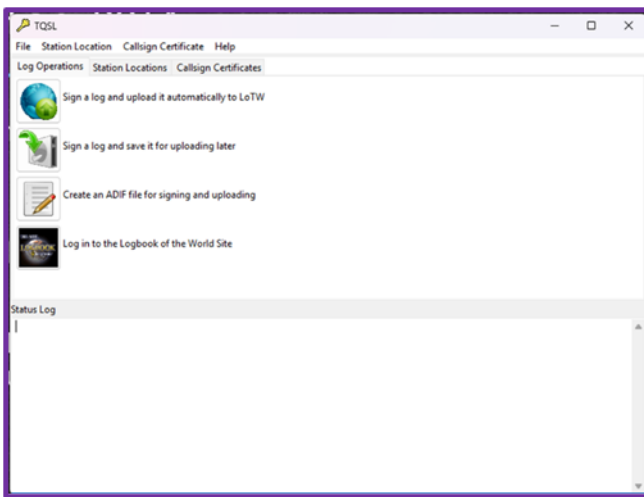 TQSL
File Station Location Callsign Certificate Help
Log Operations Station Locations Callsign Certificates
Sign a log and upload it automatically to LoTW
Sign a log and save it for uploading later
Create an ADIF file for signing and uploading
LOGBOOK
Log in to the Logbook of the World Site
Status Log